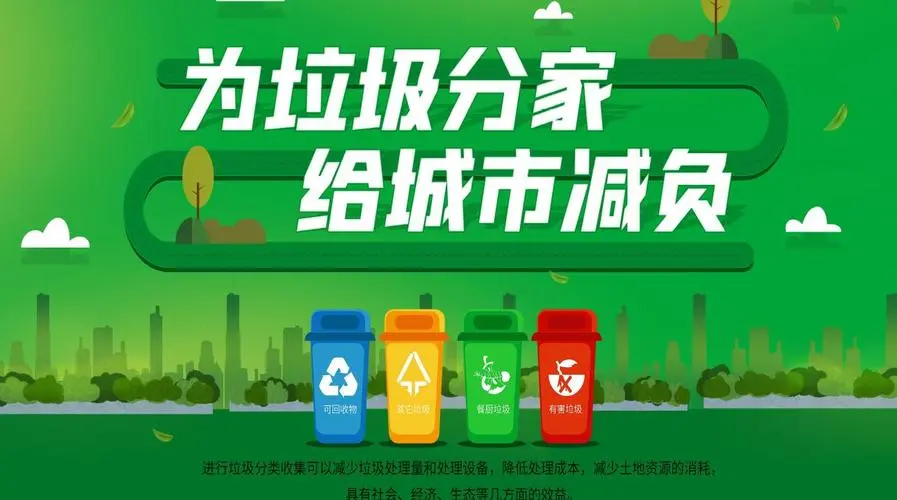 为垃圾分家
给城市减负
可回收物
其它垃圾
餐厨垃圾
有害垃圾
进行垃圾分类收集可以减少垃圾处理量和处理设备，降低处理成本，减少土地资源的消耗，
具有社会、经济、生态等几方面的效益。